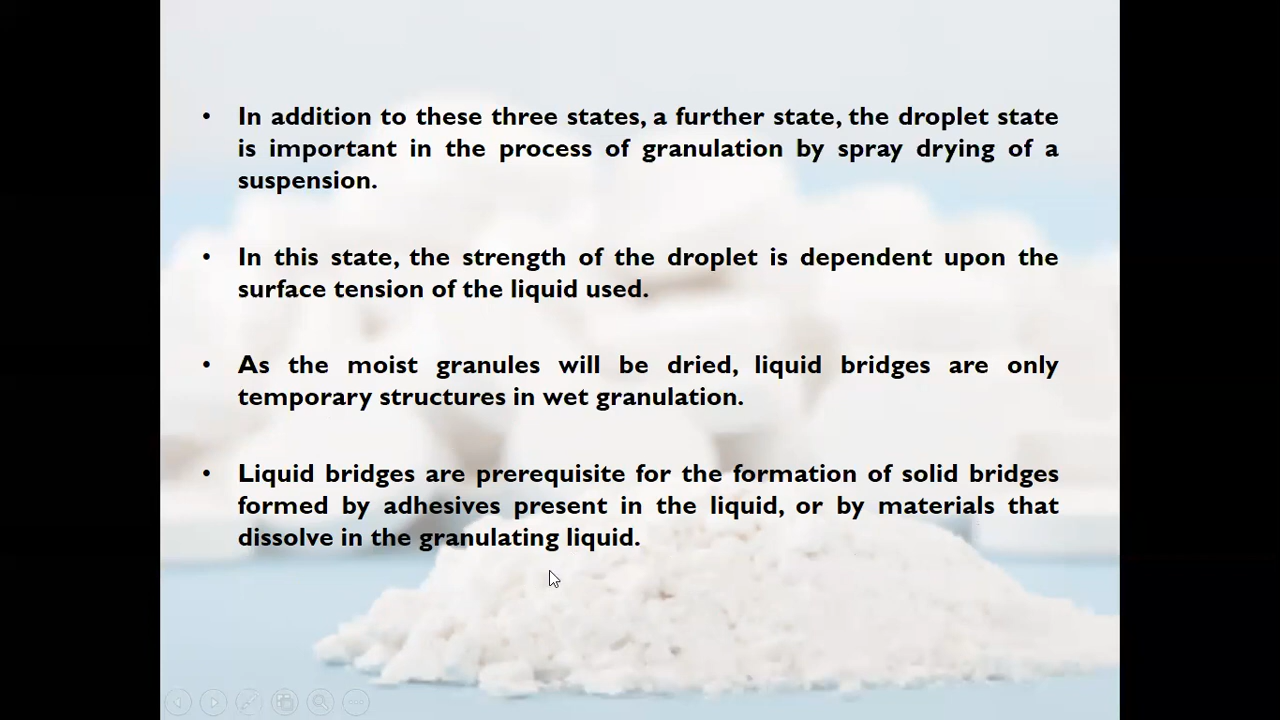 • In addition to these three states, a further state, the droplet state
is important in the process of granulation by spray drying of a
suspension.
• In this state, the strength of the droplet is dependent upon the
surface tension of the liquid used.
• As the moist granules will be dried, liquid bridges are only
temporary structures in wet granulation.
• Liquid bridges are prerequisite for the formation of solid bridges
formed by adhesives present in the liquid, or by materials that
dissolve in the granulating liquid.